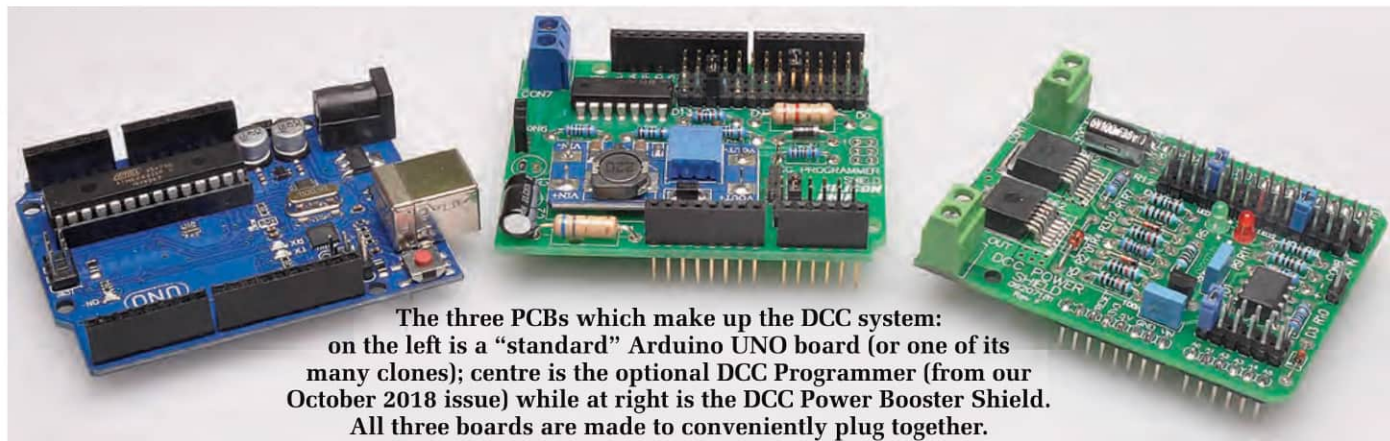 CON7
UNO
DCC POWER
SHIELD
OUT
The three PCBs which make up the DCC system:
on the left is a “standard” Arduino UNO board (or one of its
many clones); centre is the optional DCC Programmer (from our
October 2018 issue) while at right is the DCC Power Booster Shield.
All three boards are made to conveniently plug together.